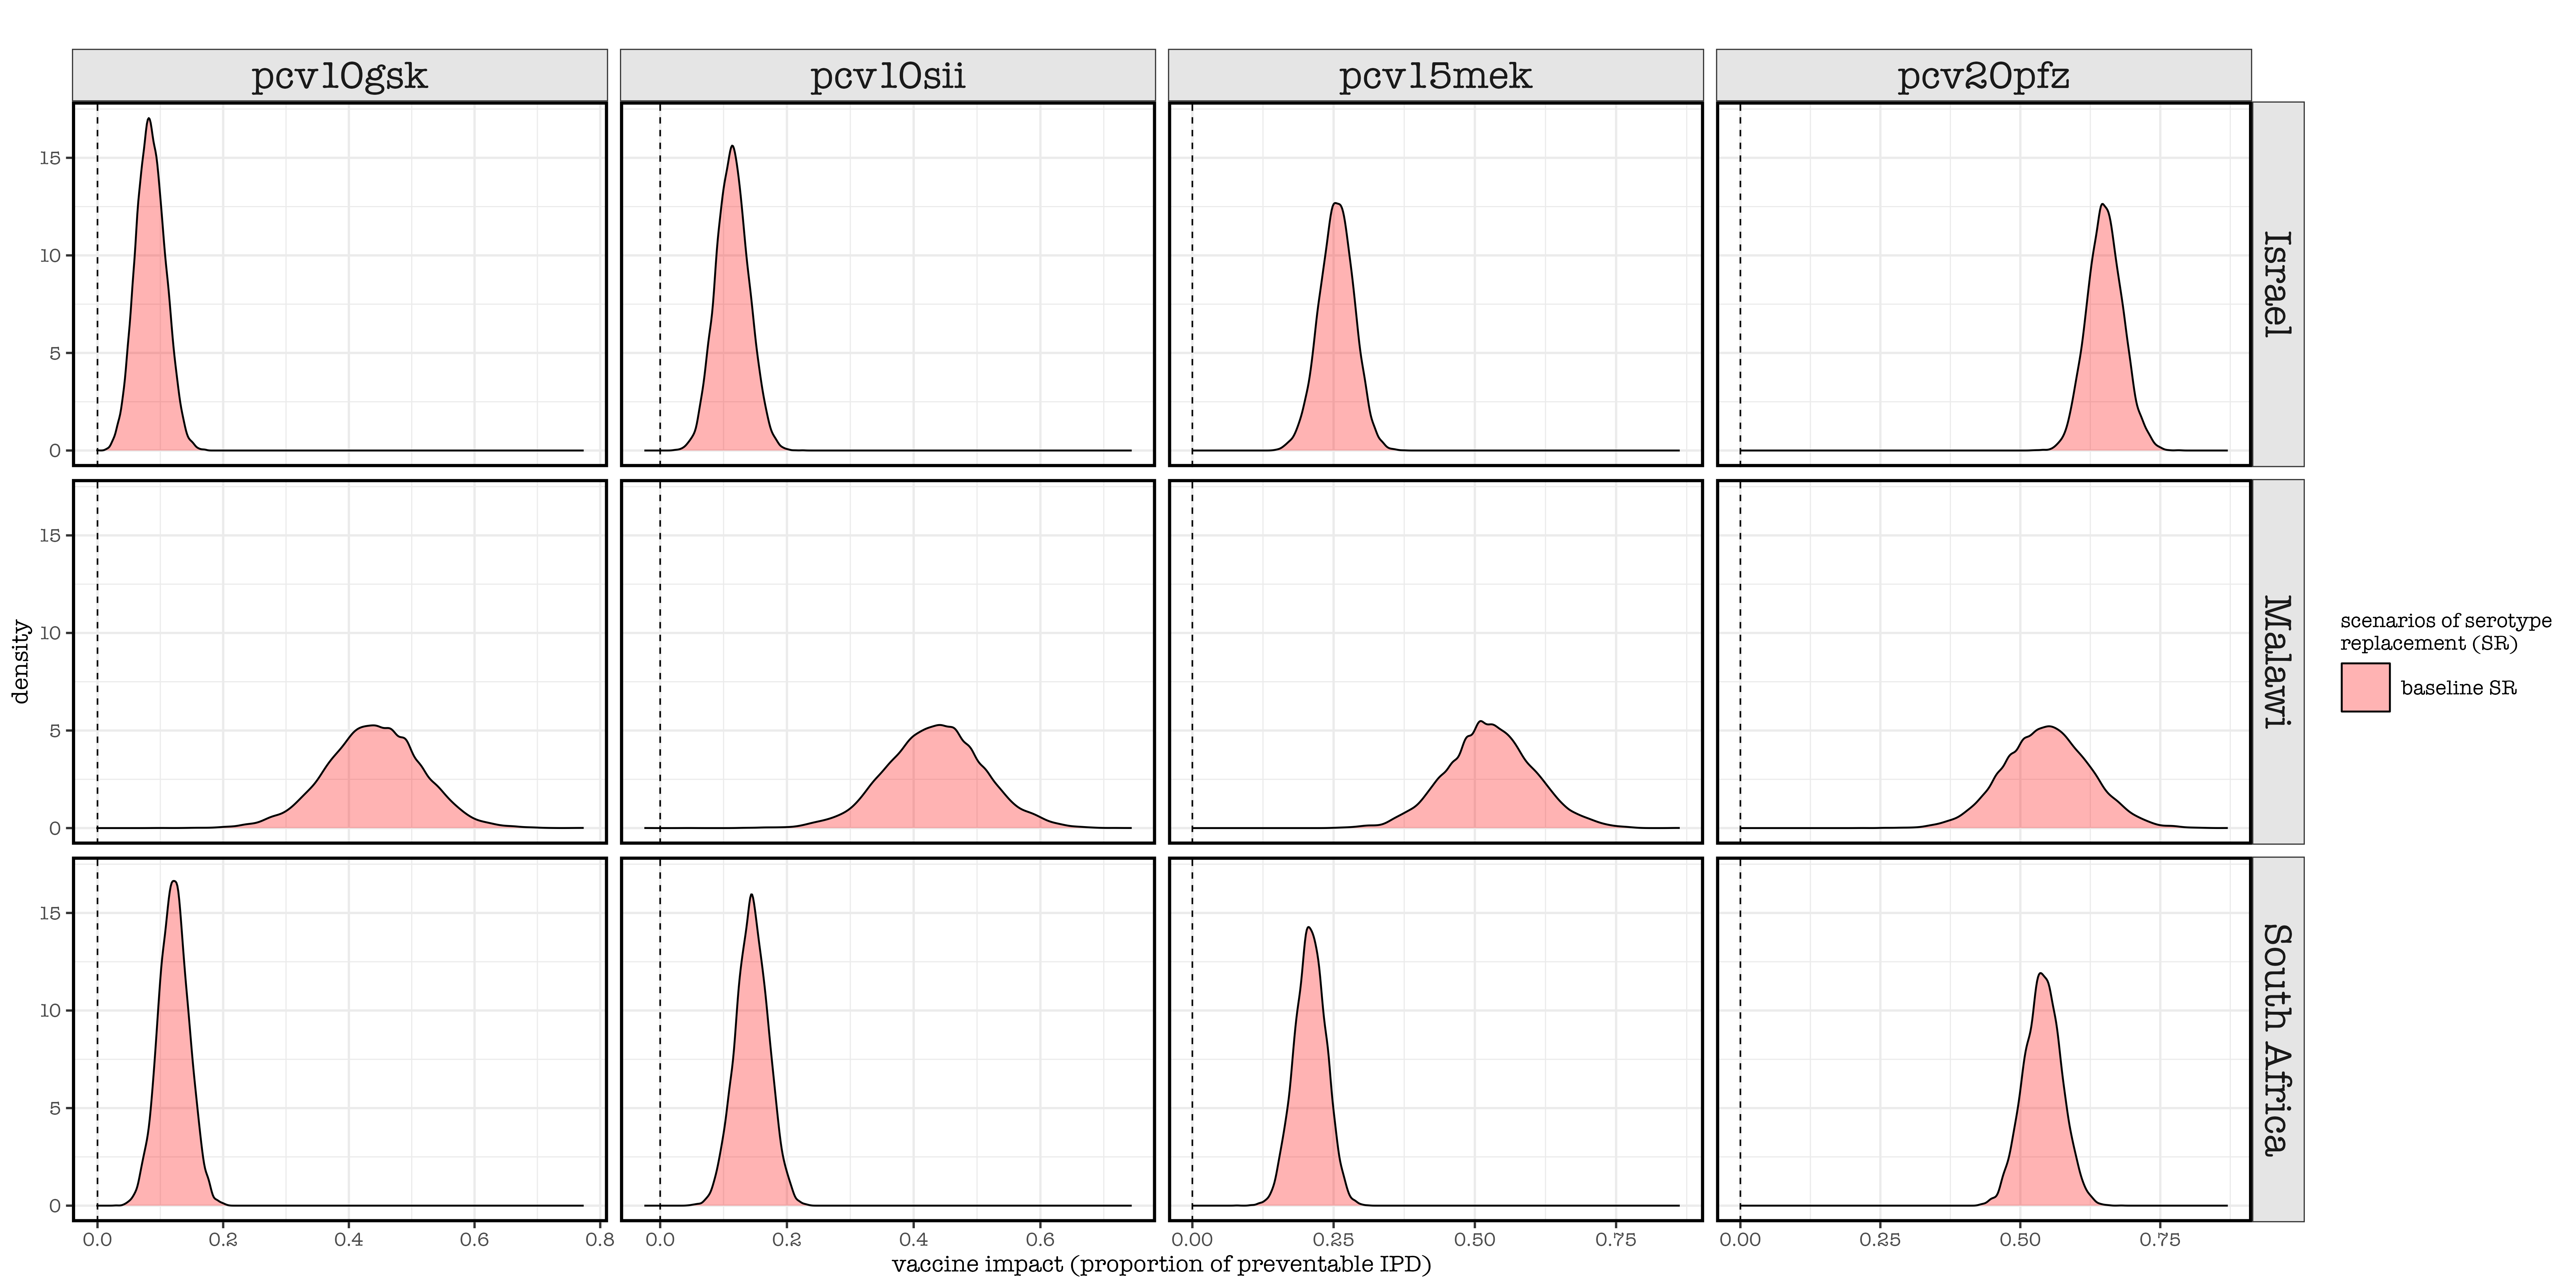 pcv10gsk pcv10sii pcv15mek pcv20pfz
15
10
5
0
Israel
15
10
5
0
Malawi
15
10
5
0
South Africa
density
0.0 0.2 0.4 0.6 0.8 0.0 0.2 0.4 0.6 0.00 0.25 0.50 0.75 0.00 0.25 0.50 0.75
vaccine impact (proportion of preventable IPD)
scenarios of serotype
replacement (SR)
baseline SR